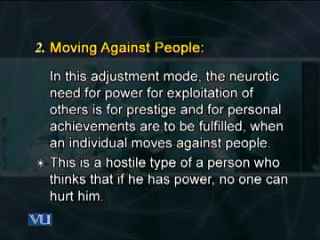 2. Moving Against People:
In this adjustment mode, the neurotic
need for power for exploitation of
others is for prestige and for personal
achievements are to be fulfilled, when
an individual moves against people.
* This is a hostile type of a person who
thinks that if he has power, no one can
hurt him.
VU